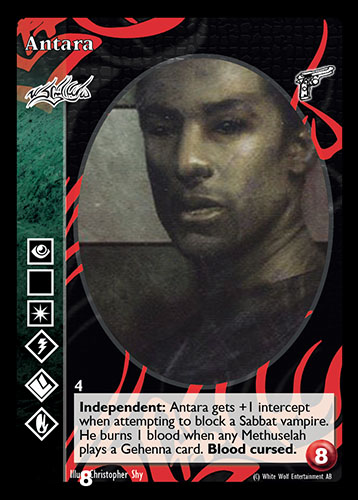 Antara
4
Independent: Antara gets +1 intercept
when attempting to block a Sabbat vampire.
He burns 1 blood when any Methuselah
plays a Gehenna card. Blood cursed.
8
Christopher Shy
8
(C) White Wolf Entertainment AB